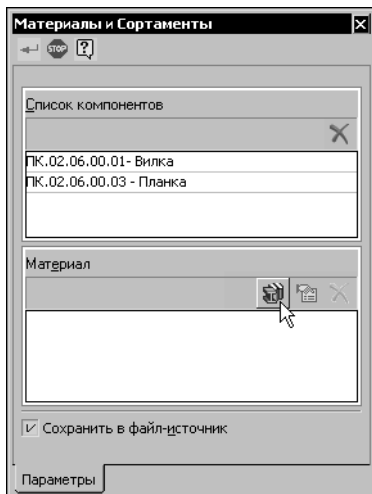 Материалы и Сортаменты
STOP
Список компонентов
ПК.02.06.00.01- Вилка
ПК.02.06.00.03 - Планка
Материал
Сохранить в файл-источник
Параметры